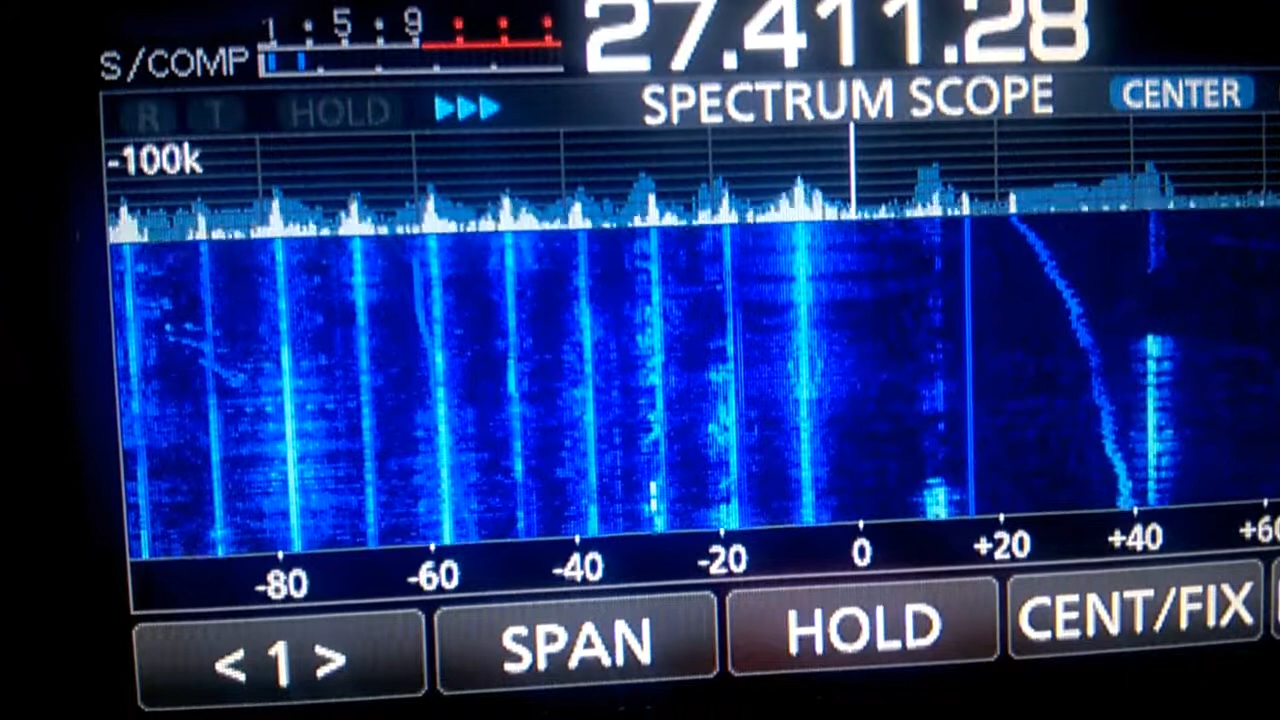 1 5 9
S/COMP
27.411.28
R T HOLD SPECTRUM SCOPE CENTER
-100k
-80 -60 -40 -20 0 +20 +40
< 1 > SPAN HOLD CENT/FIX